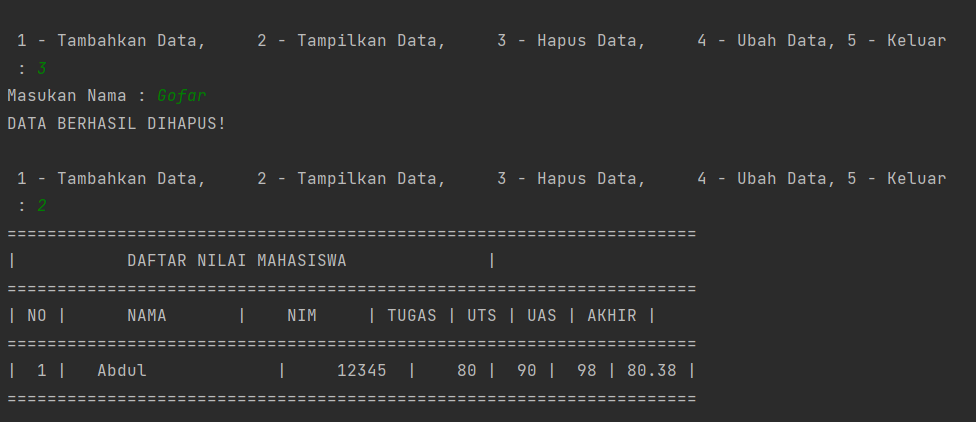 1 - Tambahkan Data,     2 - Tampilkan Data,     3 - Hapus Data,     4 - Ubah Data, 5 - Keluar
 : 3
Masukan Nama : Gofar
DATA BERHASIL DIHAPUS!
 1 - Tambahkan Data,     2 - Tampilkan Data,     3 - Hapus Data,     4 - Ubah Data, 5 - Keluar
 : 2
=====================================================================
|           DAFTAR NILAI MAHASISWA              |
=====================================================================
| NO |      NAMA       |    NIM     | TUGAS | UTS | UAS | AKHIR |
=====================================================================
|  1 |   Abdul             |     12345  |    80 |  90 |  98 | 80.38 |
=====================================================================